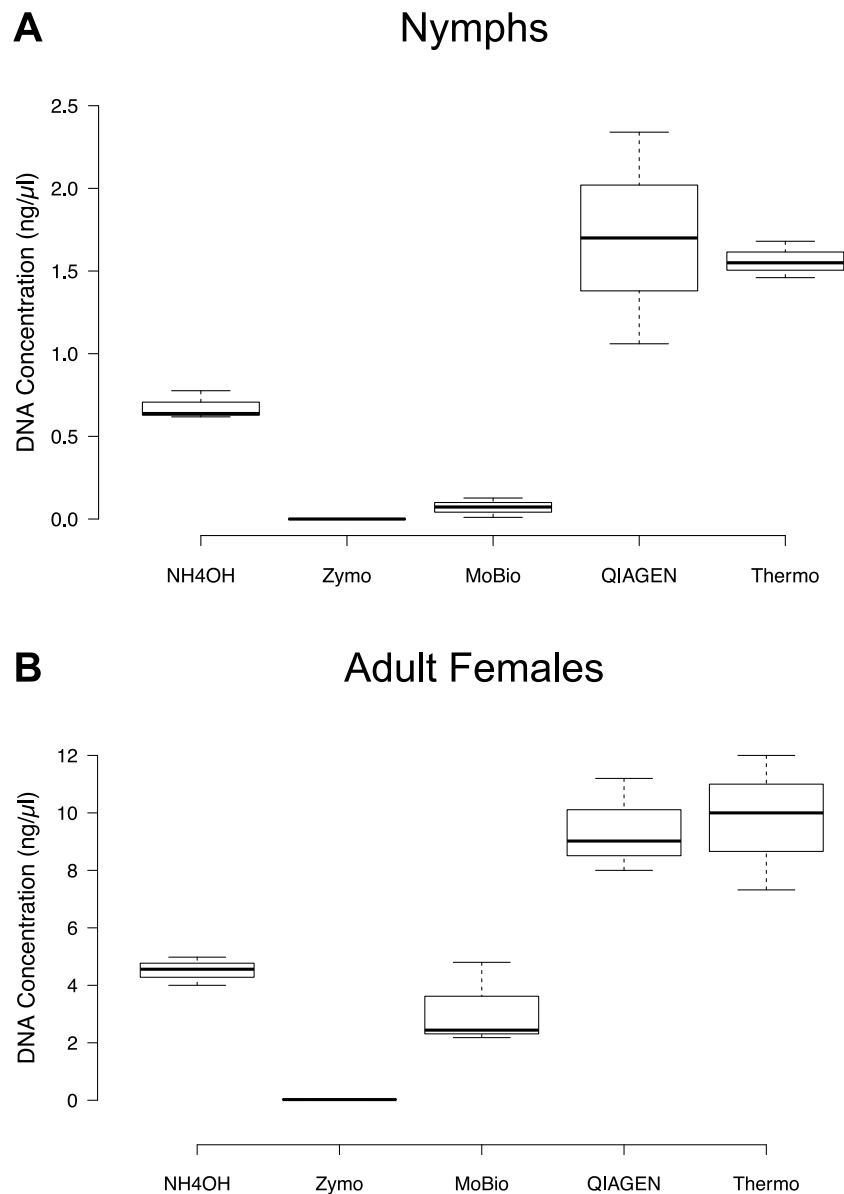 A Nymphs
DNA Concentration (ng/µl)
2.5
2.0
1.5
1.0
0.5
0.0
NH4OH Zymo MoBio QIAGEN Thermo
B Adult Females
DNA Concentration (ng/µl)
12
10
8
6
4
2
0
NH4OH Zymo MoBio QIAGEN Thermo